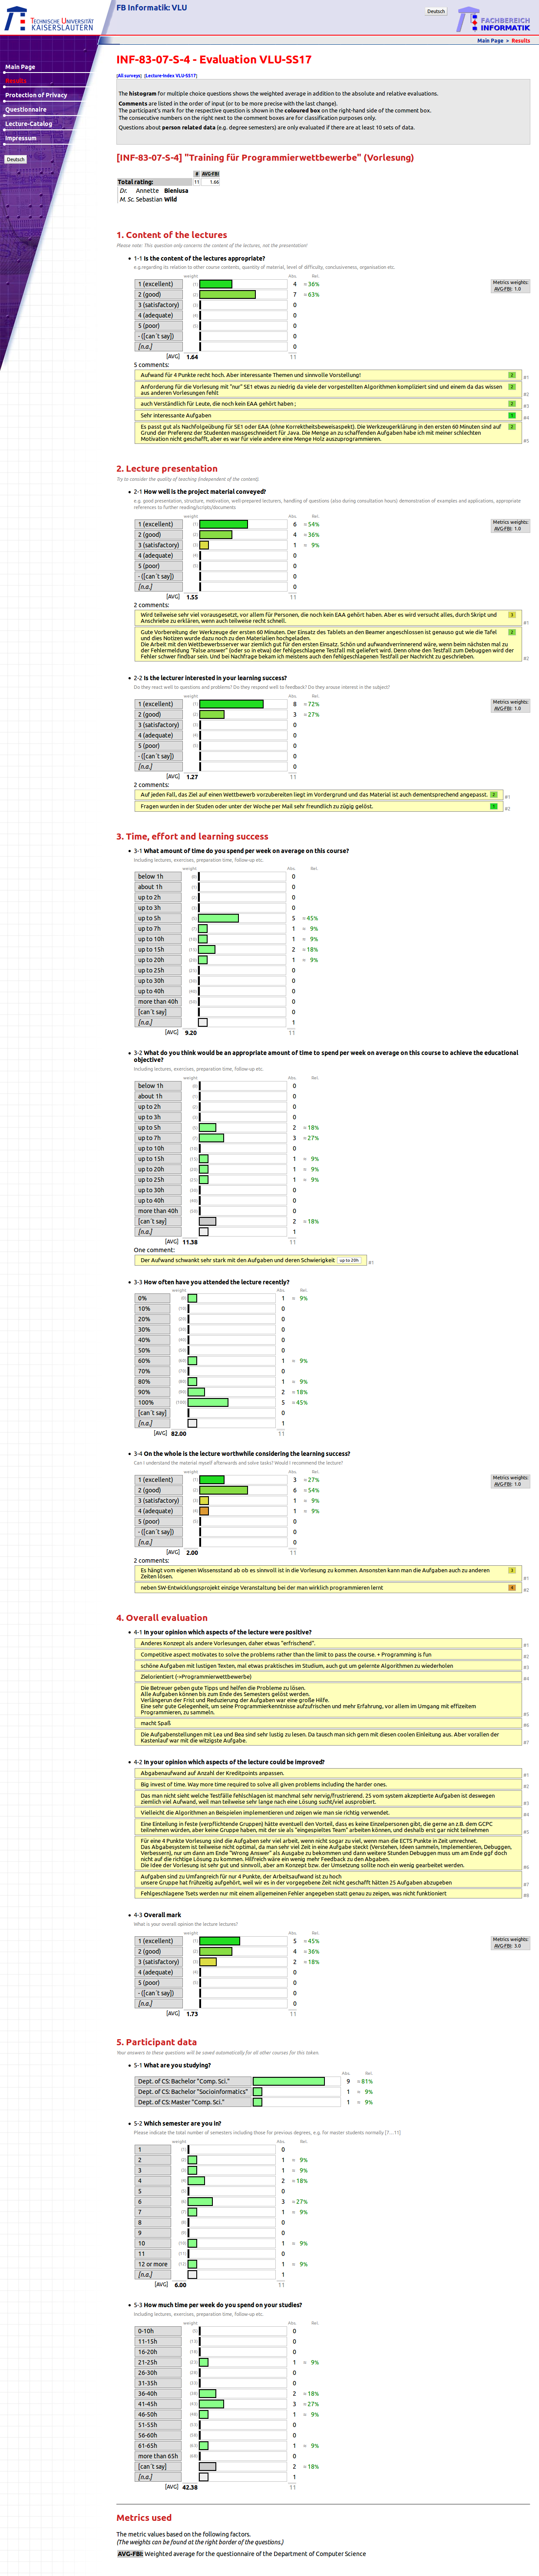 TECHNISCHE UNIVERSITÄT
KAISERSLAUTERN
FB Informatik: VLU
Deutsch
FACHBEREICH
INFORMATIK
Main Page > Results
Main Page
Results
Protection of Privacy
Questionnaire
Lecture-Catalog
Impressum
Deutsch
INF-83-07-S-4 - Evaluation VLU-SS17
[All surveys] [Lecture-Index VLU-SS17]
The histogram for multiple choice questions shows the weighted average in addition to the absolute and relative evaluations.
Comments are listed in the order of input (or to be more precise with the last change).
The participant's mark for the respective question is shown in the coloured box on the right-hand side of the comment box.
The consecutive numbers on the right next to the comment boxes are for classification purposes only.
Questions about person related data (e.g. degree semesters) are only evaluated if there are at least 10 sets of data.
[INF-83-07-S-4] "Training für Programmierwettbewerbe" (Vorlesung)
# AVG-FBI
Total rating: 11 1.66
Dr. Annette Bieniusa
M. Sc. Sebastian Wild
1. Content of the lectures
Please note: This question only concerns the content of the lectures, not the presentation!
1-1 Is the content of the lectures appropriate?
e.g.regarding its relation to other course contents, quantity of material, level of difficulty, conclusiveness, organisation etc.
weight Abs. Rel.
1 (excellent) (1) 4 ≈ 36%
2 (good) (2) 7 ≈ 63%
3 (satisfactory) (3) 0
4 (adequate) (4) 0
5 (poor) (5) 0
- ([can´t say]) 0
[n.a.] 0
[AVG] 1.64 11
Metrics weights:
AVG-FBI: 1.0
5 comments:
Aufwand für 4 Punkte recht hoch. Aber interessante Themen und sinnvolle Vorstellung! 2 #1
Anforderung für die Vorlesung mit "nur" SE1 etwas zu niedrig da viele der vorgestellten Algorithmen kompliziert sind und einem da das wissen
aus anderen Vorlesungen fehlt 2 #2
auch Verständlich für Leute, die noch kein EAA gehört haben ; 2 #3
Sehr interessante Aufgaben 1 #4
Es passt gut als Nachfolgeübung für SE1 oder EAA (ohne Korrektheitsbeweisaspekt). Die Werkzeugerklärung in den ersten 60 Minuten sind auf
Grund der Preferenz der Studenten massgeschneidert für Java. Die Menge an zu schaffenden Aufgaben habe ich mit meiner schlechten
Motivation nicht geschafft, aber es war für viele andere eine Menge Holz auszuprogrammieren. 2 #5
2. Lecture presentation
Try to consider the quality of teaching (independent of the content).
2-1 How well is the project material conveyed?
e.g. good presentation, structure, motivation, well-prepared lecturers, handling of questions (also during consultation hours) demonstration of examples and applications, appropriate
references to further reading/scripts/documents
weight Abs. Rel.
1 (excellent) (1) 6 ≈ 54%
2 (good) (2) 4 ≈ 36%
3 (satisfactory) (3) 1 ≈ 9%
4 (adequate) (4) 0
5 (poor) (5) 0
- ([can´t say]) 0
[n.a.] 0
[AVG] 1.55 11
Metrics weights:
AVG-FBI: 1.0
2 comments:
Wird teilweise sehr viel vorausgesetzt, vor allem für Personen, die noch kein EAA gehört haben. Aber es wird versucht alles, durch Skript und
Anschriebe zu erklären, wenn auch teilweise recht schnell. 3 #1
Gute Vorbereitung der Werkzeuge der ersten 60 Minuten. Der Einsatz des Tablets an den Beamer angeschlossen ist genauso gut wie die Tafel
und dies Notizen wurde dazu noch zu den Materialen hochgeladen.
Die Arbeit mit den Wettbewerbsserver war ziemlich gut für den ersten Einsatz. Schön und aufwandverrinnerend wäre, wenn beim nächsten mal zu
der Fehlermeldung "False answer" (oder so in etwa) der fehlgeschlagene Testfall mit geliefert wird. Denn ohne den Testfall zum Debuggen wird der
Fehler schwer findbar sein. Und bei Nachfrage bekam ich meistens auch den fehlgeschlagenen Testfall per Nachricht zu geschrieben. 2 #2
2-2 Is the lecturer interested in your learning success?
Do they react well to questions and problems? Do they respond well to feedback? Do they arouse interest in the subject?
weight Abs. Rel.
1 (excellent) (1) 8 ≈ 72%
2 (good) (2) 3 ≈ 27%
3 (satisfactory) (3) 0
4 (adequate) (4) 0
5 (poor) (5) 0
- ([can´t say]) 0
[n.a.] 0
[AVG] 1.27 11
Metrics weights:
AVG-FBI: 1.0
2 comments:
Auf jeden Fall, das Ziel auf einen Wettbewerb vorzubereiten liegt im Vordergrund und das Material ist auch dementsprechend angepasst. 2 #1
Fragen wurden in der Studen oder unter der Woche per Mail sehr freundlich zu zügig gelöst. 1 #2
3. Time, effort and learning success
3-1 What amount of time do you spend per week on average on this course?
Including lectures, exercises, preparation time, follow-up etc.
weight Abs. Rel.
below 1h (0) 0
about 1h (1) 0
up to 2h (2) 0
up to 3h (3) 0
up to 5h (5) 5 ≈ 45%
up to 7h (7) 1 ≈ 9%
up to 10h (10) 1 ≈ 9%
up to 15h (15) 2 ≈ 18%
up to 20h (20) 1 ≈ 9%
up to 25h (25) 0
up to 30h (30) 0
up to 40h (40) 0
more than 40h (50) 0
[can´t say] 0
[n.a.] 1
[AVG] 9.20 11
3-2 What do you think would be an appropriate amount of time to spend per week on average on this course to achieve the educational
objective?
Including lectures, exercises, preparation time, follow-up etc.
weight Abs. Rel.
below 1h (0) 0
about 1h (1) 0
up to 2h (2) 0
up to 3h (3) 0
up to 5h (5) 2 ≈ 18%
up to 7h (7) 3 ≈ 27%
up to 10h (10) 0
up to 15h (15) 1 ≈ 9%
up to 20h (20) 1 ≈ 9%
up to 25h (25) 1 ≈ 9%
up to 30h (30) 0
up to 40h (40) 0
more than 40h (50) 0
[can´t say] 2 ≈ 18%
[n.a.] 1
[AVG] 11.38 11
One comment:
Der Aufwand schwankt sehr stark mit den Aufgaben und deren Schwierigkeit up to 20h #1
3-3 How often have you attended the lecture recently?
weight Abs. Rel.
0% (0) 1 ≈ 9%
10% (10) 0
20% (20) 0
30% (30) 0
40% (40) 0
50% (50) 0
60% (60) 1 ≈ 9%
70% (70) 0
80% (80) 1 ≈ 9%
90% (90) 2 ≈ 18%
100% (100) 5 ≈ 45%
[can´t say] 0
[n.a.] 1
[AVG] 82.00 11
3-4 On the whole is the lecture worthwhile considering the learning success?
Can I understand the material myself afterwards and solve tasks? Would I recommend the lecture?
weight Abs. Rel.
1 (excellent) (1) 3 ≈ 27%
2 (good) (2) 6 ≈ 54%
3 (satisfactory) (3) 1 ≈ 9%
4 (adequate) (4) 1 ≈ 9%
5 (poor) (5) 0
- ([can´t say]) 0
[n.a.] 0
[AVG] 2.00 11
Metrics weights:
AVG-FBI: 1.0
2 comments:
Es hängt vom eigenen Wissensstand ab ob es sinnvoll ist in die Vorlesung zu kommen. Ansonsten kann man die Aufgaben auch zu anderen
Zeiten lösen. 3 #1
neben SW-Entwicklungsprojekt einzige Veranstaltung bei der man wirklich programmieren lernt 4 #2
4. Overall evaluation
4-1 In your opinion which aspects of the lecture were positive?
Anderes Konzept als andere Vorlesungen, daher etwas "erfrischend". #1
Competitive aspect motivates to solve the problems rather than the limit to pass the course. + Programming is fun #2
schöne Aufgaben mit lustigen Texten, mal etwas praktisches im Studium, auch gut um gelernte Algorithmen zu wiederholen #3
Zielorientiert (->Programmierwettbewerbe) #4
Die Betreuer geben gute Tipps und helfen die Probleme zu lösen.
Alle Aufgaben können bis zum Ende des Semesters gelöst werden.
Verlängerun der Frist und Reduzierung der Aufgaben war eine große Hilfe.
Eine sehr gute Gelegenheit, um seine Programmierkenntnisse aufzufrischen und mehr Erfahrung, vor allem im Umgang mit effizeitem
Programmieren, zu sammeln. #5
macht Spaß #6
Die Aufgabenstellungen mit Lea und Bea sind sehr lustig zu lesen. Da tausch man sich gern mit diesen coolen Einleitung aus. Aber vorallen der
Kastenlauf war mit die witzigste Aufgabe. #7
4-2 In your opinion which aspects of the lecture could be improved?
Abgabenaufwand auf Anzahl der Kreditpoints anpassen. #1
Big invest of time. Way more time required to solve all given problems including the harder ones. #2
Das man nicht sieht welche Testfälle fehlschlagen ist manchmal sehr nervig/frustrierend. 25 vom system akzeptierte Aufgaben ist deswegen
ziemlich viel Aufwand, weil man teilweise sehr lange nach eine Lösung sucht/viel ausprobiert. #3
Vielleicht die Algorithmen an Beispielen implementieren und zeigen wie man sie richtig verwendet. #4
Eine Einteilung in feste (verpflichtende Gruppen) hätte eventuell den Vorteil, dass es keine Einzelpersonen gibt, die gerne an z.B. dem GCPC
teilnehmen würden, aber keine Gruppe haben, mit der sie als "eingespieltes Team" arbeiten können, und deshalb erst gar nicht teilnehmen #5
Für eine 4 Punkte Vorlesung sind die Aufgaben sehr viel arbeit, wenn nicht sogar zu viel, wenn man die ECTS Punkte in Zeit umrechnet.
Das Abgabesystem ist teilweise nicht optimal, da man sehr viel Zeit in eine Aufgabe steckt (Verstehen, Ideen sammeln, Implementieren, Debuggen,
Verbessern), nur um dann am Ende "Wrong Answer" als Ausgabe zu bekommen und dann weitere Stunden Debuggen muss um am Ende ggf doch
nicht auf die richtige Lösung zu kommen. Hilfreich wäre ein wenig mehr Feedback zu den Abgaben.
Die Idee der Vorlesung ist sehr gut und sinnvoll, aber am Konzept bzw. der Umsetzung sollte noch ein wenig gearbeitet werden. #6
Aufgaben sind zu Umfangreich für nur 4 Punkte, der Arbeitsaufwand ist zu hoch
unsere Gruppe hat frühzeitig aufgehört, weil wir es in der vorgegebene Zeit nicht geschafft hätten 25 Aufgaben abzugeben #7
Fehlgeschlagene Tsets werden nur mit einem allgemeinen Fehler angegeben statt genau zu zeigen, was nicht funktioniert #8
4-3 Overall mark
What is your overall opinion the lecture lectures?
weight Abs. Rel.
1 (excellent) (1) 5 ≈ 45%
2 (good) (2) 4 ≈ 36%
3 (satisfactory) (3) 2 ≈ 18%
4 (adequate) (4) 0
5 (poor) (5) 0
- ([can´t say]) 0
[n.a.] 0
[AVG] 1.73 11
Metrics weights:
AVG-FBI: 3.0
5. Participant data
Your answers to these questions will be saved automatically for all other courses for this token.
5-1 What are you studying?
Abs. Rel.
Dept. of CS: Bachelor "Comp. Sci." 9 ≈ 81%
Dept. of CS: Bachelor "Socioinformatics" 1 ≈ 9%
Dept. of CS: Master "Comp. Sci." 1 ≈ 9%
5-2 Which semester are you in?
Please indicate the total number of semesters including those for previous degrees, e.g. for master students normally [7....11]
weight Abs. Rel.
1 (1) 0
2 (2) 1 ≈ 9%
3 (3) 1 ≈ 9%
4 (4) 2 ≈ 18%
5 (5) 0
6 (6) 3 ≈ 27%
7 (7) 1 ≈ 9%
8 (8) 0
9 (9) 0
10 (10) 1 ≈ 9%
11 (11) 0
12 or more (12) 1 ≈ 9%
[n.a.] 1
[AVG] 6.00 11
5-3 How much time per week do you spend on your studies?
Including lectures, exercises, preparation time, follow-up etc.
weight Abs. Rel.
0-10h (5) 0
11-15h (13) 0
16-20h (18) 0
21-25h (23) 1 ≈ 9%
26-30h (28) 0
31-35h (33) 0
36-40h (38) 2 ≈ 18%
41-45h (43) 3 ≈ 27%
46-50h (48) 1 ≈ 9%
51-55h (53) 0
56-60h (58) 0
61-65h (63) 1 ≈ 9%
more than 65h (68) 0
[can´t say] 2 ≈ 18%
[n.a.] 1
[AVG] 42.38 11
Metrics used
The metric values based on the following factors.
(The weights can be found at the right border of the questions.)
AVG-FBI: Weighted average for the questionnaire of the Department of Computer Science